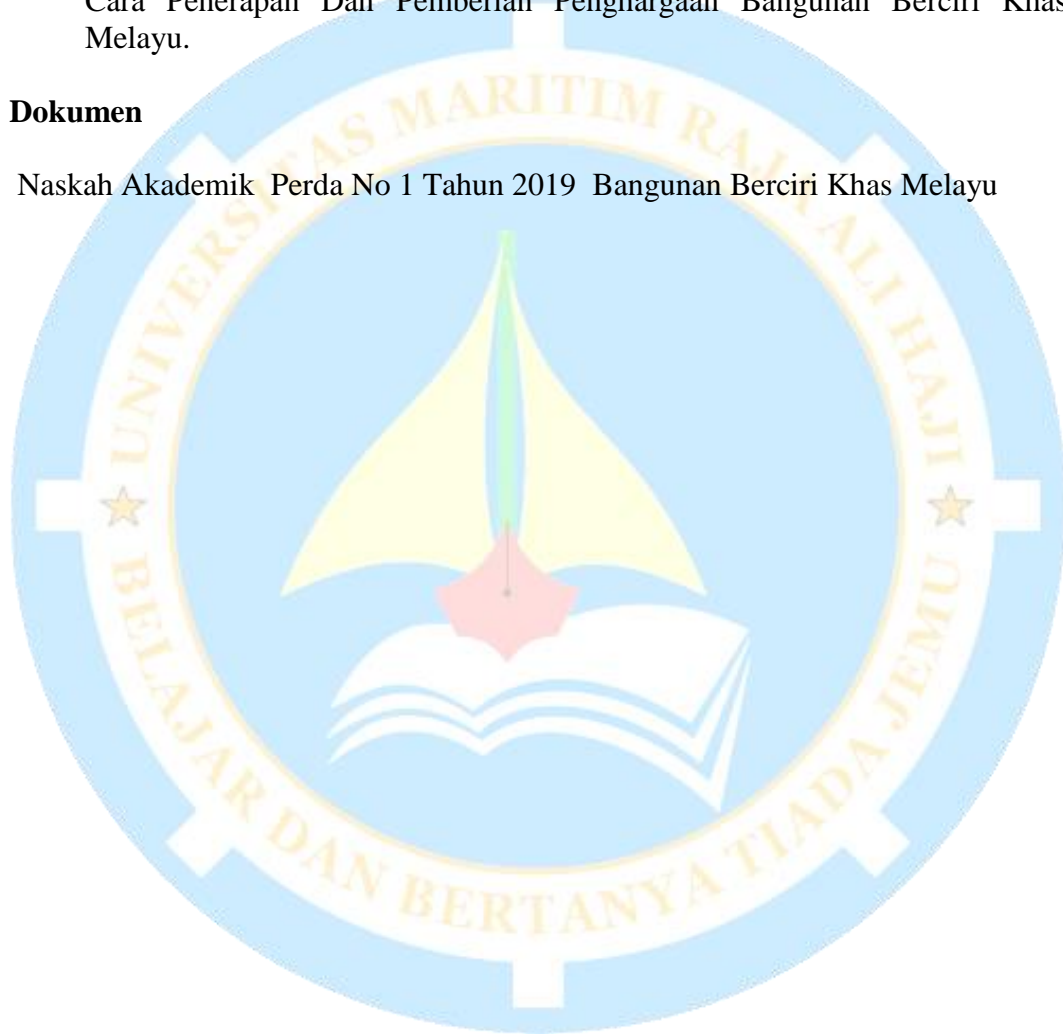 Cara Penerapan Dan Pemberian Penghargaan Bangunan Berciri Khas
Melayu.
Dokumen
Naskah Akademik Perda No 1 Tahun 2019 Bangunan Berciri Khas Melayu
UNIVERSITAS MARITIM RAJA ALI HAJI
BELAJAR DAN BERTANYA TIADA JEMU